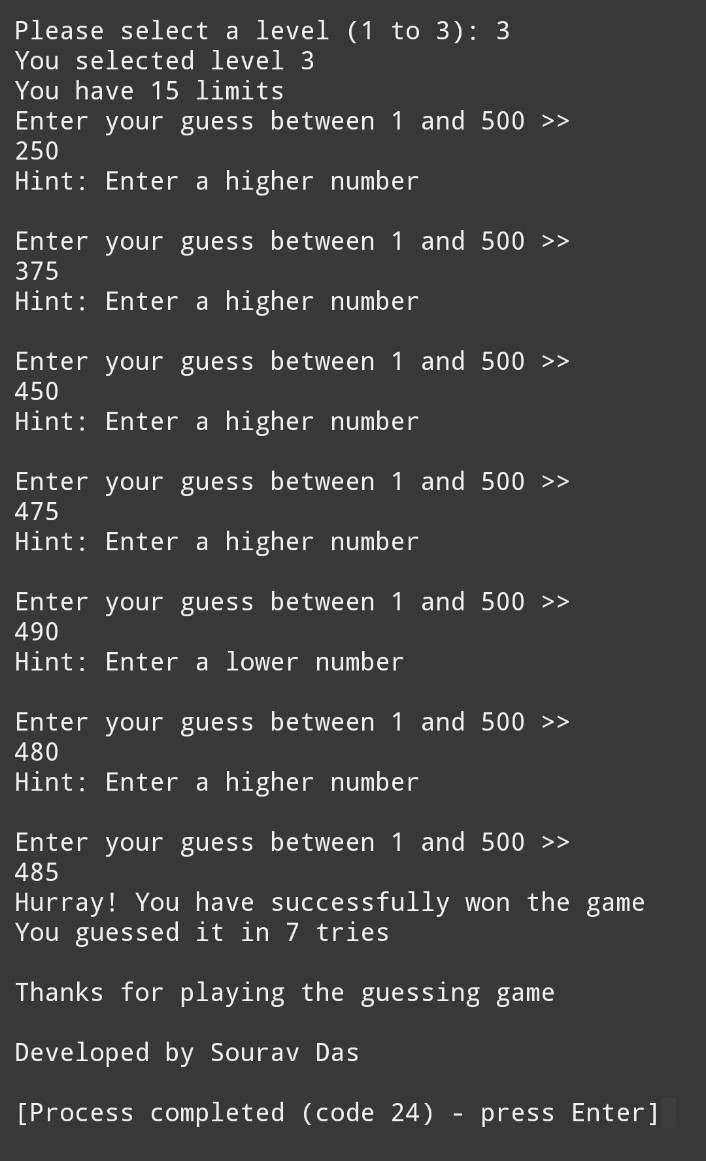 Please select a level (1 to 3): 3
You selected level 3
You have 15 limits
Enter your guess between 1 and 500 >>
250
Hint: Enter a higher number
Enter your guess between 1 and 500 >>
375
Hint: Enter a higher number
Enter your guess between 1 and 500 >>
450
Hint: Enter a higher number
Enter your guess between 1 and 500 >>
475
Hint: Enter a higher number
Enter your guess between 1 and 500 >>
490
Hint: Enter a lower number
Enter your guess between 1 and 500 >>
480
Hint: Enter a higher number
Enter your guess between 1 and 500 >>
485
Hurray! You have successfully won the game
You guessed it in 7 tries
Thanks for playing the guessing game
Developed by Sourav Das
[Process completed (code 24) - press Enter]